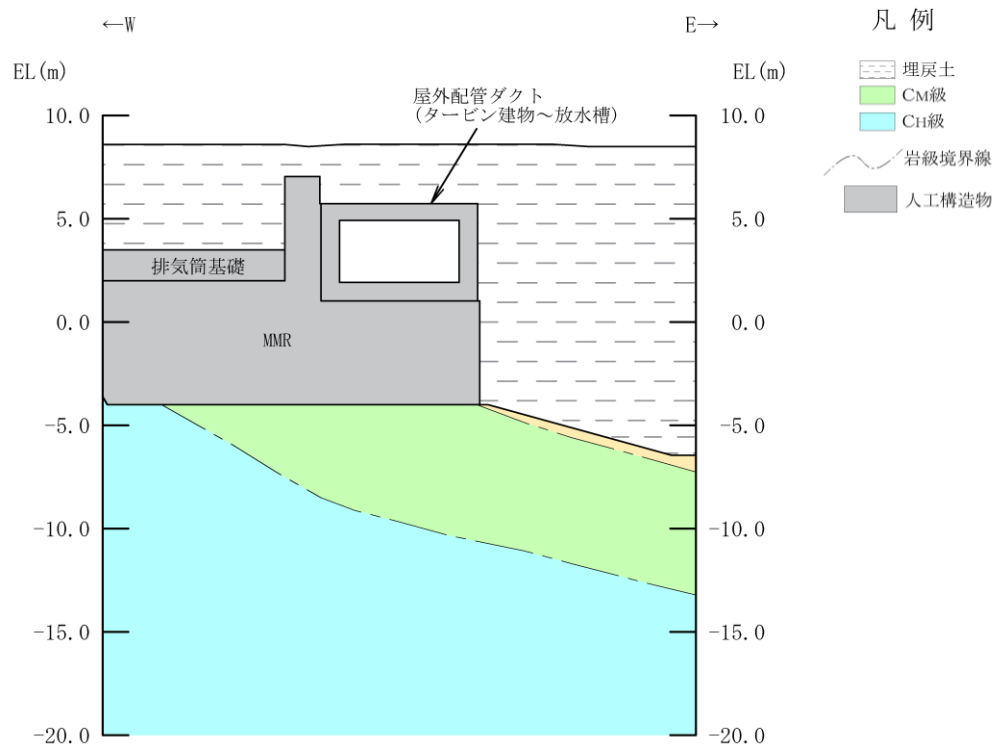 ←W
E→
凡 例
EL(m)
EL(m)
埋戻土
CM級
CH級
岩級境界線
人工構造物
屋外配管ダクト
(タービン建物～放水槽)
10.0
10.0
5.0
5.0
排気筒基礎
0.0
0.0
MMR
-5.0
-5.0
-10.0
-10.0
-15.0
-15.0
-20.0
-20.0